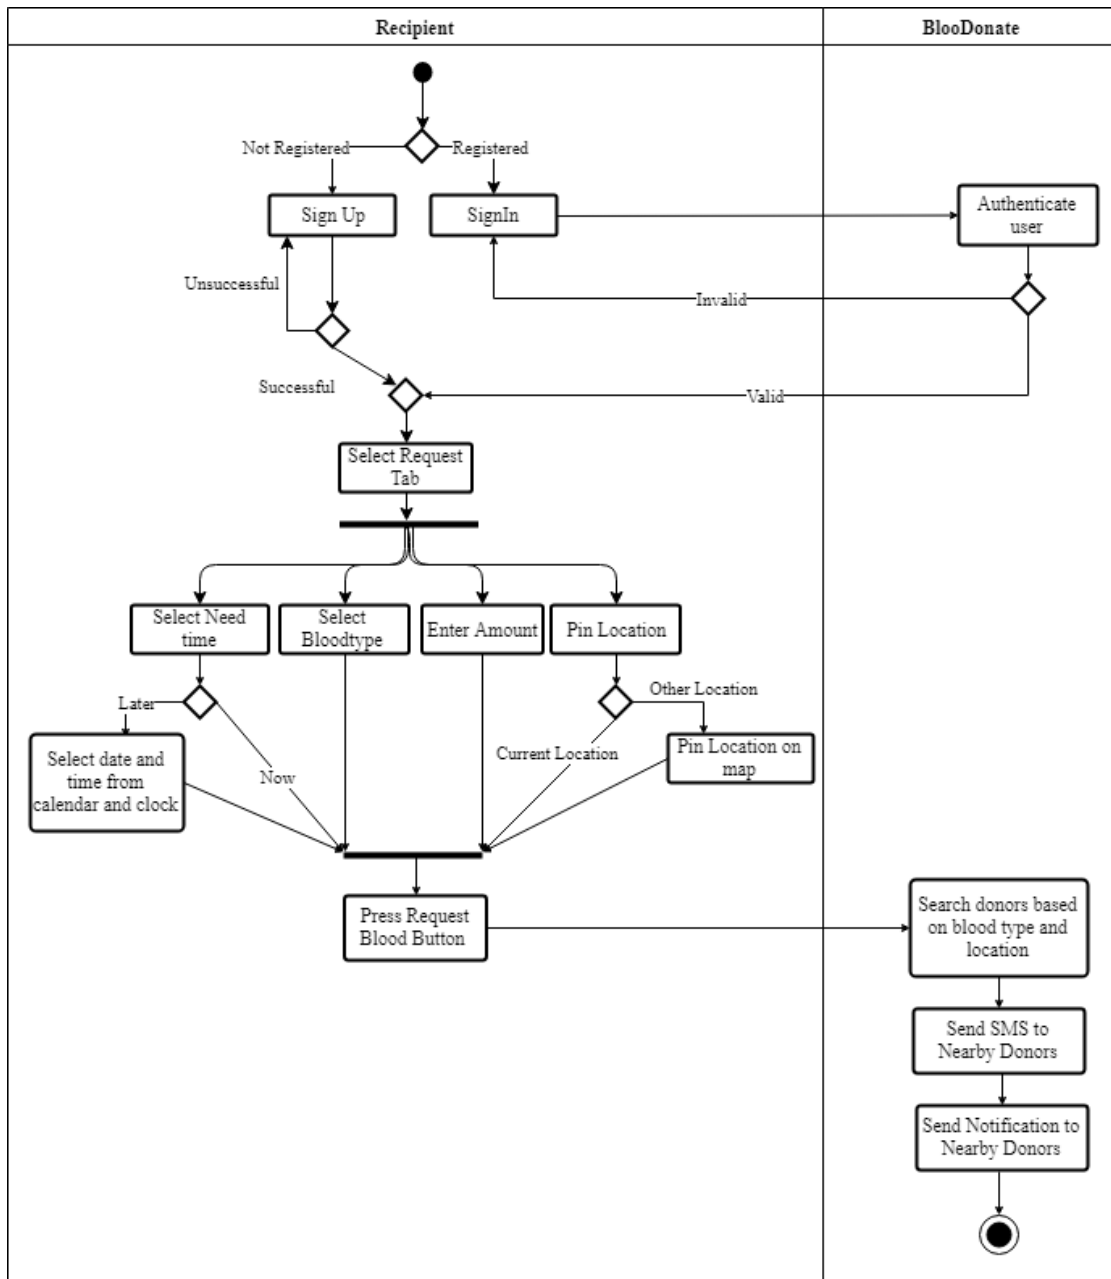 Recipient
BlooDonate
Not Registered
Registered
Sign Up
SignIn
Authenticate
user
Unsuccessful
Invalid
Successful
Valid
Select Request
Tab
Select Need
time
Select
Bloodtype
Enter Amount
Pin Location
Later
Other Location
Select date and
time from
calendar and clock
Now
Current Location
Pin Location on
map
Press Request
Blood Button
Search donors based
on blood type and
location
Send SMS to
Nearby Donors
Send Notification to
Nearby Donors